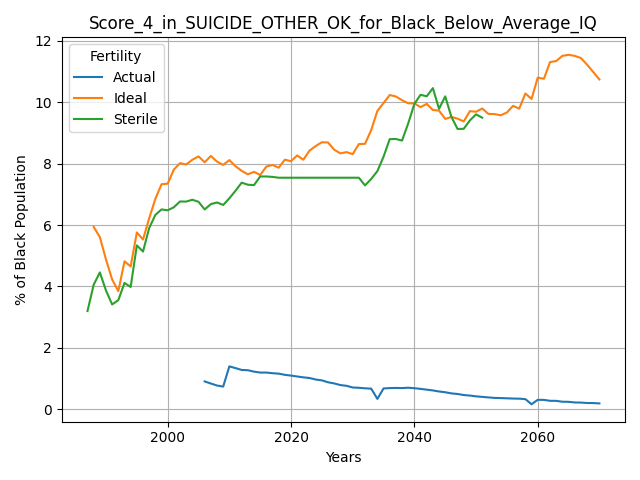 Score_4_in_SUICIDE_OTHER_OK_for_Black_Below_Average_IQ
12
10
8
6
4
2
0
% of Black Population
Fertility
Actual
Ideal
Sterile
2000
2020
2040
2060
Years